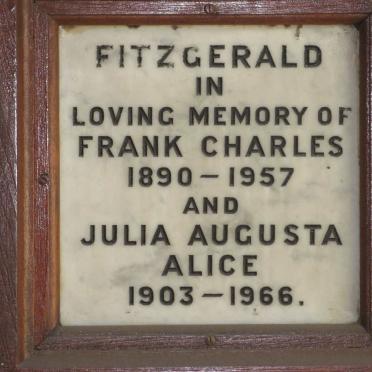 FITZGERALD
IN
LOVING MEMORY OF
FRANK CHARLES
1890 – 1957
AND
JULIA AUGUSTA
ALICE
1903 – 1966.